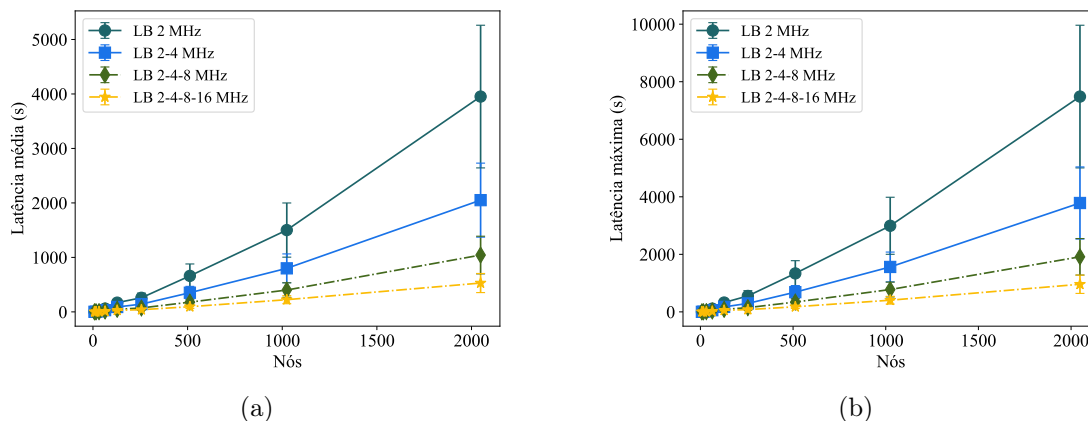 LB 2 MHz
LB 2-4 MHz
LB 2-4-8 MHz
LB 2-4-8-16 MHz
5000
4000
3000
2000
1000
0
Latência média (s)
0 500 1000 1500 2000
Nós
(a)
LB 2 MHz
LB 2-4 MHz
LB 2-4-8 MHz
LB 2-4-8-16 MHz
10000
8000
6000
4000
2000
0
Latência máxima (s)
0 500 1000 1500 2000
Nós
(b)